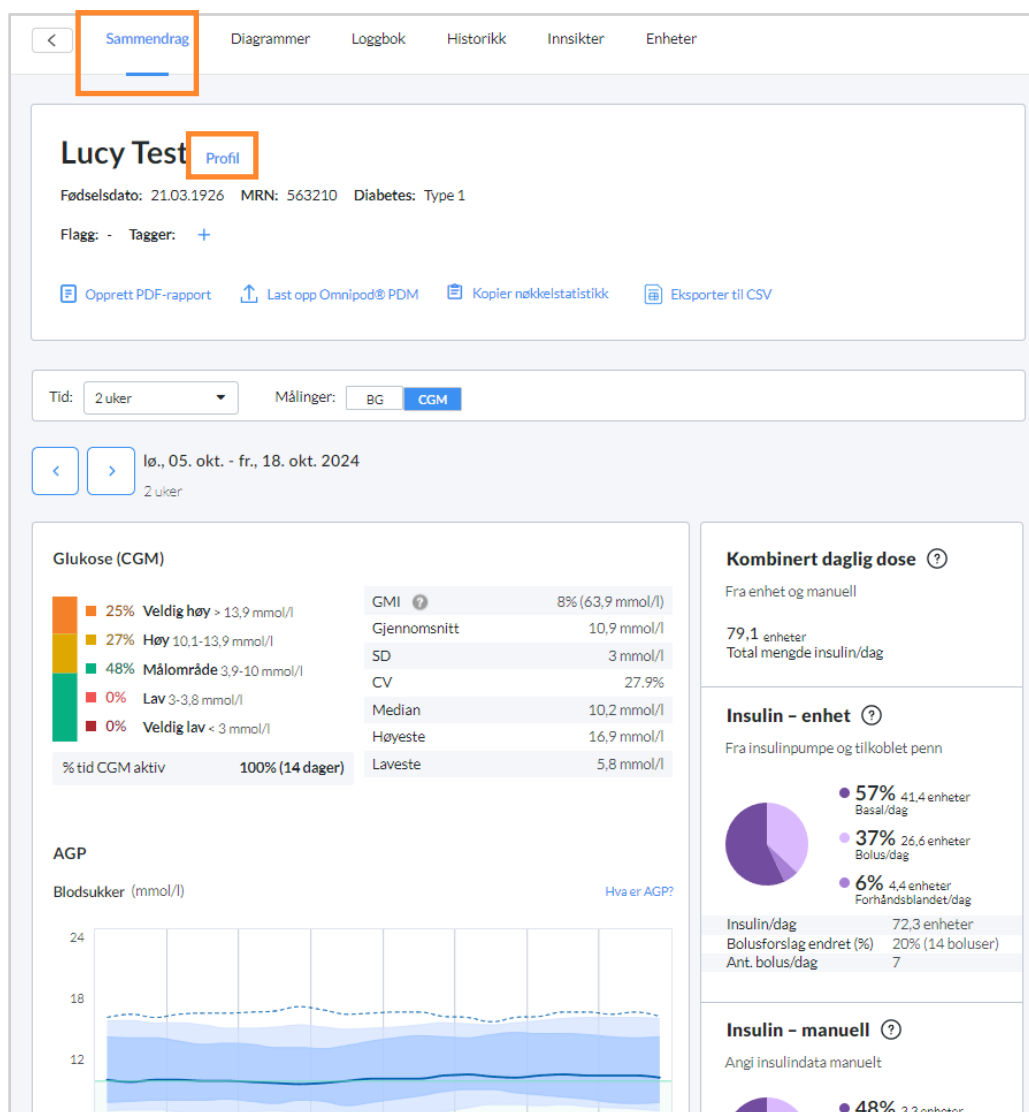 Sammendrag Diagrammer Loggbok Historikk Innsikter Enheter
Lucy Test Profil
Fødselsdato: 21.03.1926 MRN: 563210 Diabetes: Type 1
Flagg: - Tagger: +
Opprett PDF-rapport Last opp Omnipod® PDM Kopier nøkkelstatistikk Eksporter til CSV
Tid: 2 uker Målinger: BG CGM
lø., 05. okt. - fr., 18. okt. 2024
2 uker
Glukose (CGM)
25% Veldig høy > 13,9 mmol/l
27% Høy 10,1-13,9 mmol/l
48% Målområde 3,9-10 mmol/l
0% Lav 3-3,8 mmol/l
0% Veldig lav < 3 mmol/l
% tid CGM aktiv 100% (14 dager)
GMI 8% (63,9 mmol/l)
Gjennomsnitt 10,9 mmol/l
SD 3 mmol/l
CV 27.9%
Median 10,2 mmol/l
Høyeste 16,9 mmol/l
Laveste 5,8 mmol/l
AGP
Blodsukker (mmol/l) Hva er AGP?
24
18
12
Kombinert daglig dose ?
Fra enhet og manuell
79,1 enheter
Total mengde insulin/dag
Insulin – enhet ?
Fra insulinpumpe og tilkoblet penn
57% 41,4 enheter
Basal/dag
37% 26,6 enheter
Bolus/dag
6% 4,4 enheter
Forhåndsblandet/dag
Insulin/dag 72,3 enheter
Bolusforslag endret (%) 20% (14 boluser)
Ant. bolus/dag 7
Insulin – manuell ?
Angi insulindata manuelt
48% 3,3 enheter